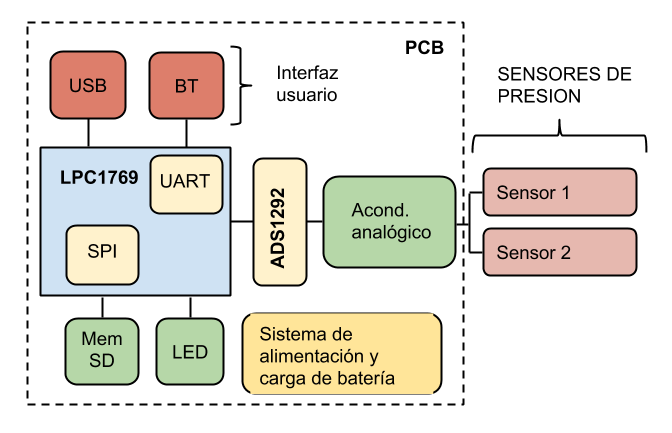 PCB
USB
BT
Interfaz
usuario
SENSORES DE
PRESION
LPC1769
UART
SPI
ADS1292
Acond.
analógico
Sensor 1
Sensor 2
Mem
SD
LED
Sistema de
alimentación y
carga de batería